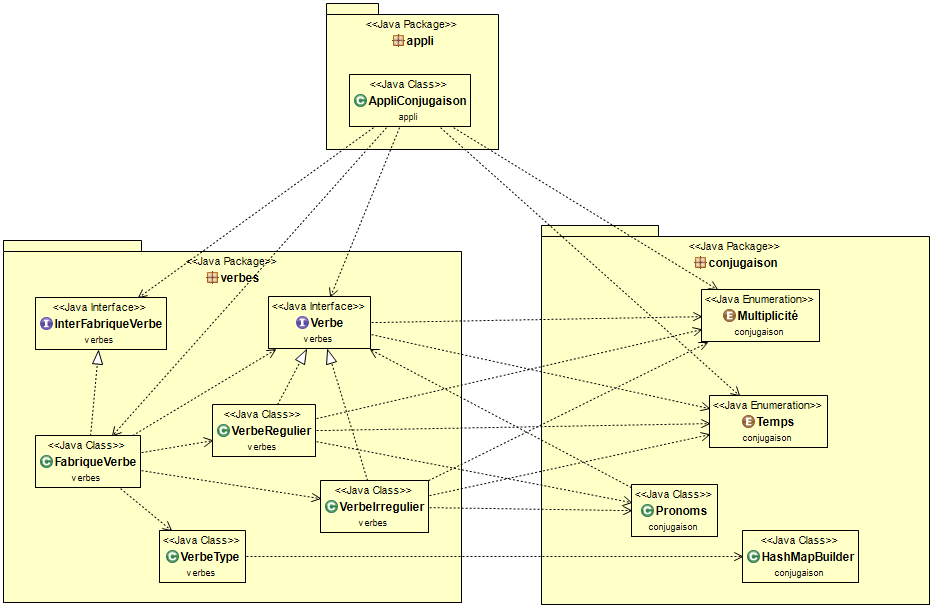 <<Java Package>>
appli
<<Java Class>>
AppliConjugaison
appli
<<Java Package>>
verbes
<<Java Interface>>
InterFabriqueVerbe
verbes
<<Java Interface>>
Verbe
verbes
<<Java Class>>
VerbeRegulier
verbes
<<Java Class>>
FabriqueVerbe
verbes
<<Java Class>>
VerbeIrregulier
verbes
<<Java Class>>
VerbeType
verbes
<<Java Package>>
conjugaison
<<Java Enumeration>>
Multiplicité
conjugaison
<<Java Enumeration>>
Temps
conjugaison
<<Java Class>>
Pronoms
conjugaison
<<Java Class>>
HashMapBuilder
conjugaison